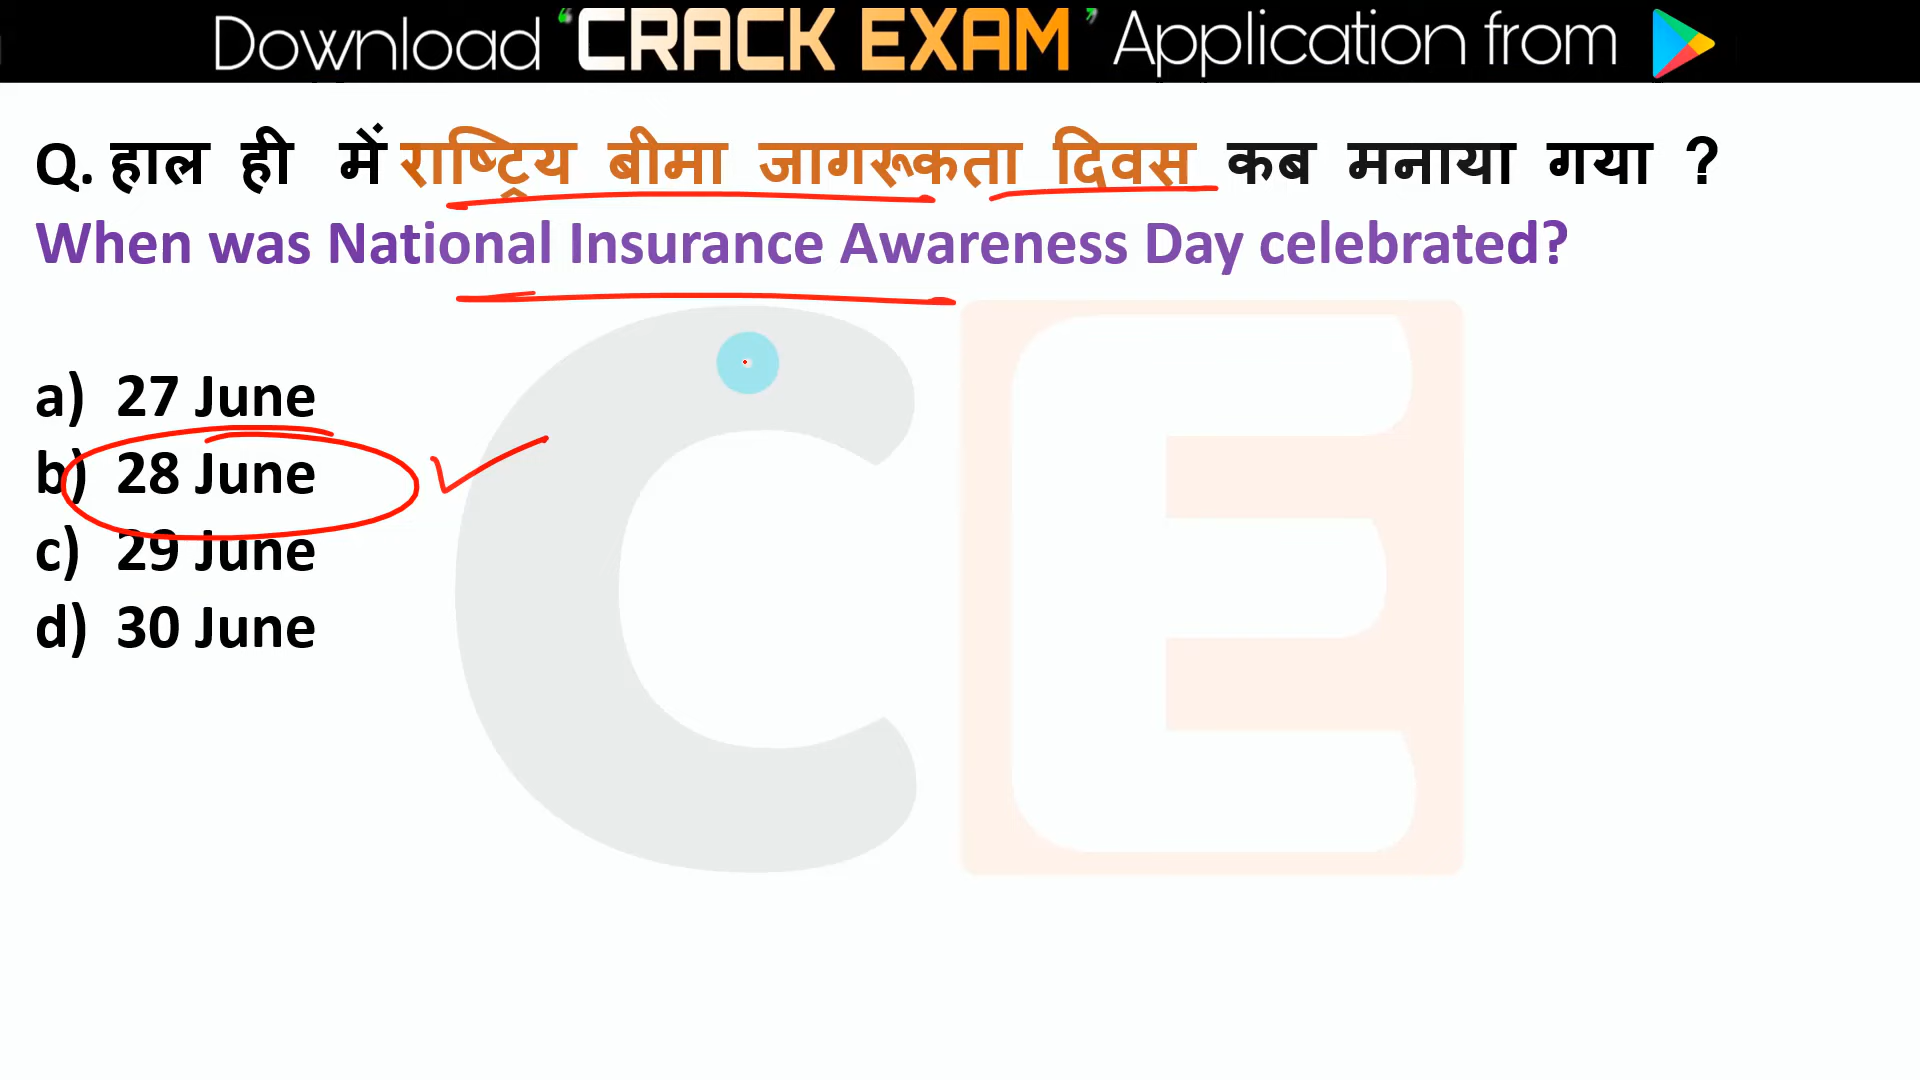 Download ‘CRACK EXAM’ Application from
Q. हाल ही में राष्ट्रिय बीमा जागरूकता दिवस कब मनाया गया ?
When was National Insurance Awareness Day celebrated?
a) 27 June
b) 28 June
c) 29 June
d) 30 June
CE